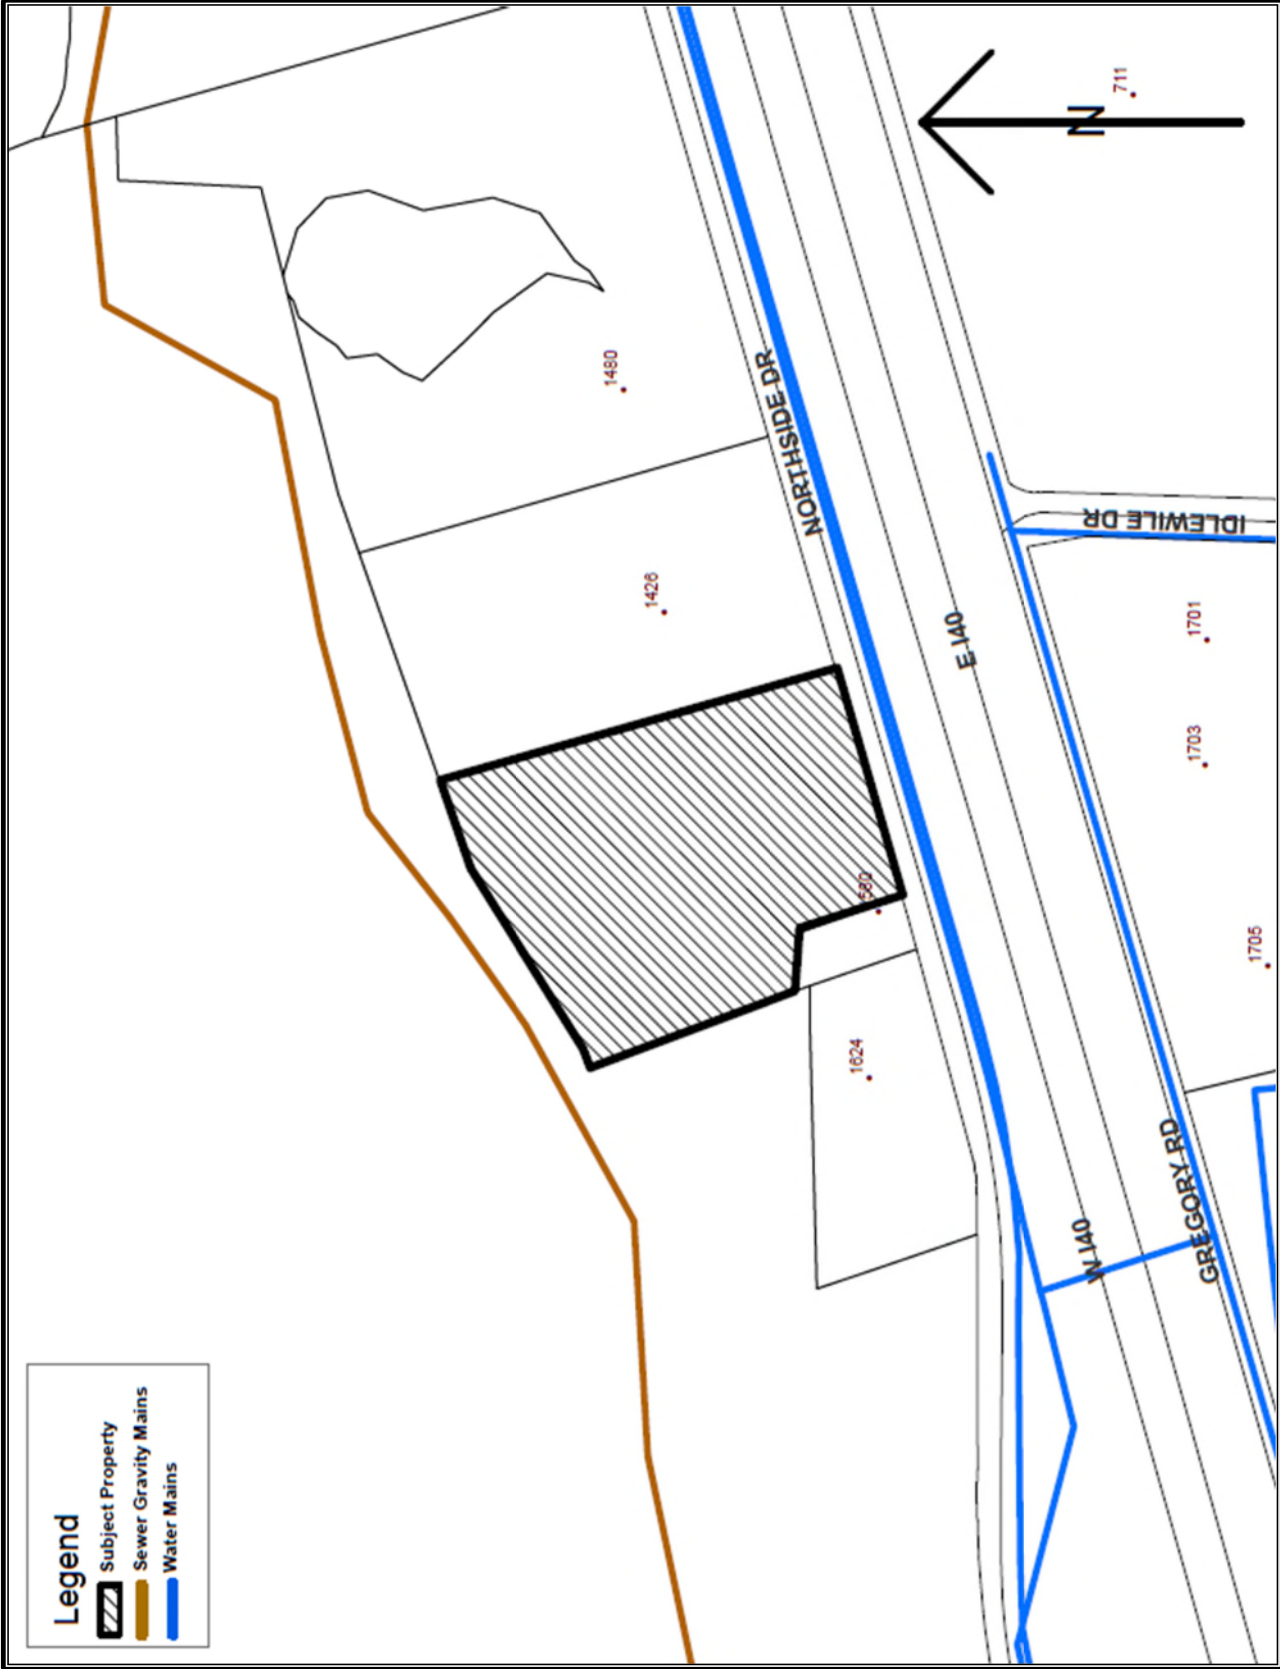 Legend
Subject Property
Sewer Gravity Mains
Water Mains
N
711
1480
NORTHSIDE DR
IDLEWILE DR
1426
E I40
1701
1703
580
1705
1624
W I40
GREGORY RD